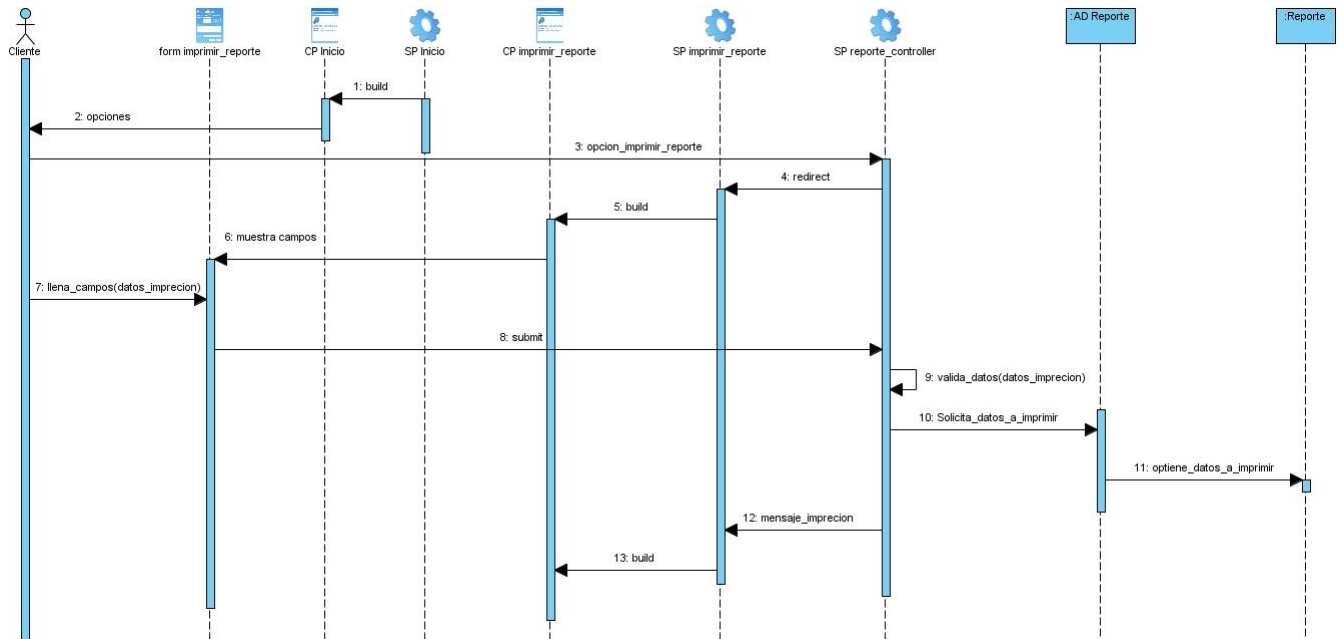 :AD Reporte
:Reporte
Cliente
form imprimir_reporte
CP Inicio
SP Inicio
CP imprimir_reporte
SP imprimir_reporte
SP reporte_controller
1: build
2: opciones
3: opcion_imprimir_reporte
4: redirect
5: build
6: muestra campos
7: llena_campos(datos_imprecion)
8: submit
9: valida_datos(datos_imprecion)
10: Solicita_datos_a_imprimir
11: optiene_datos_a_imprimir
12: mensaje_imprecion
13: build